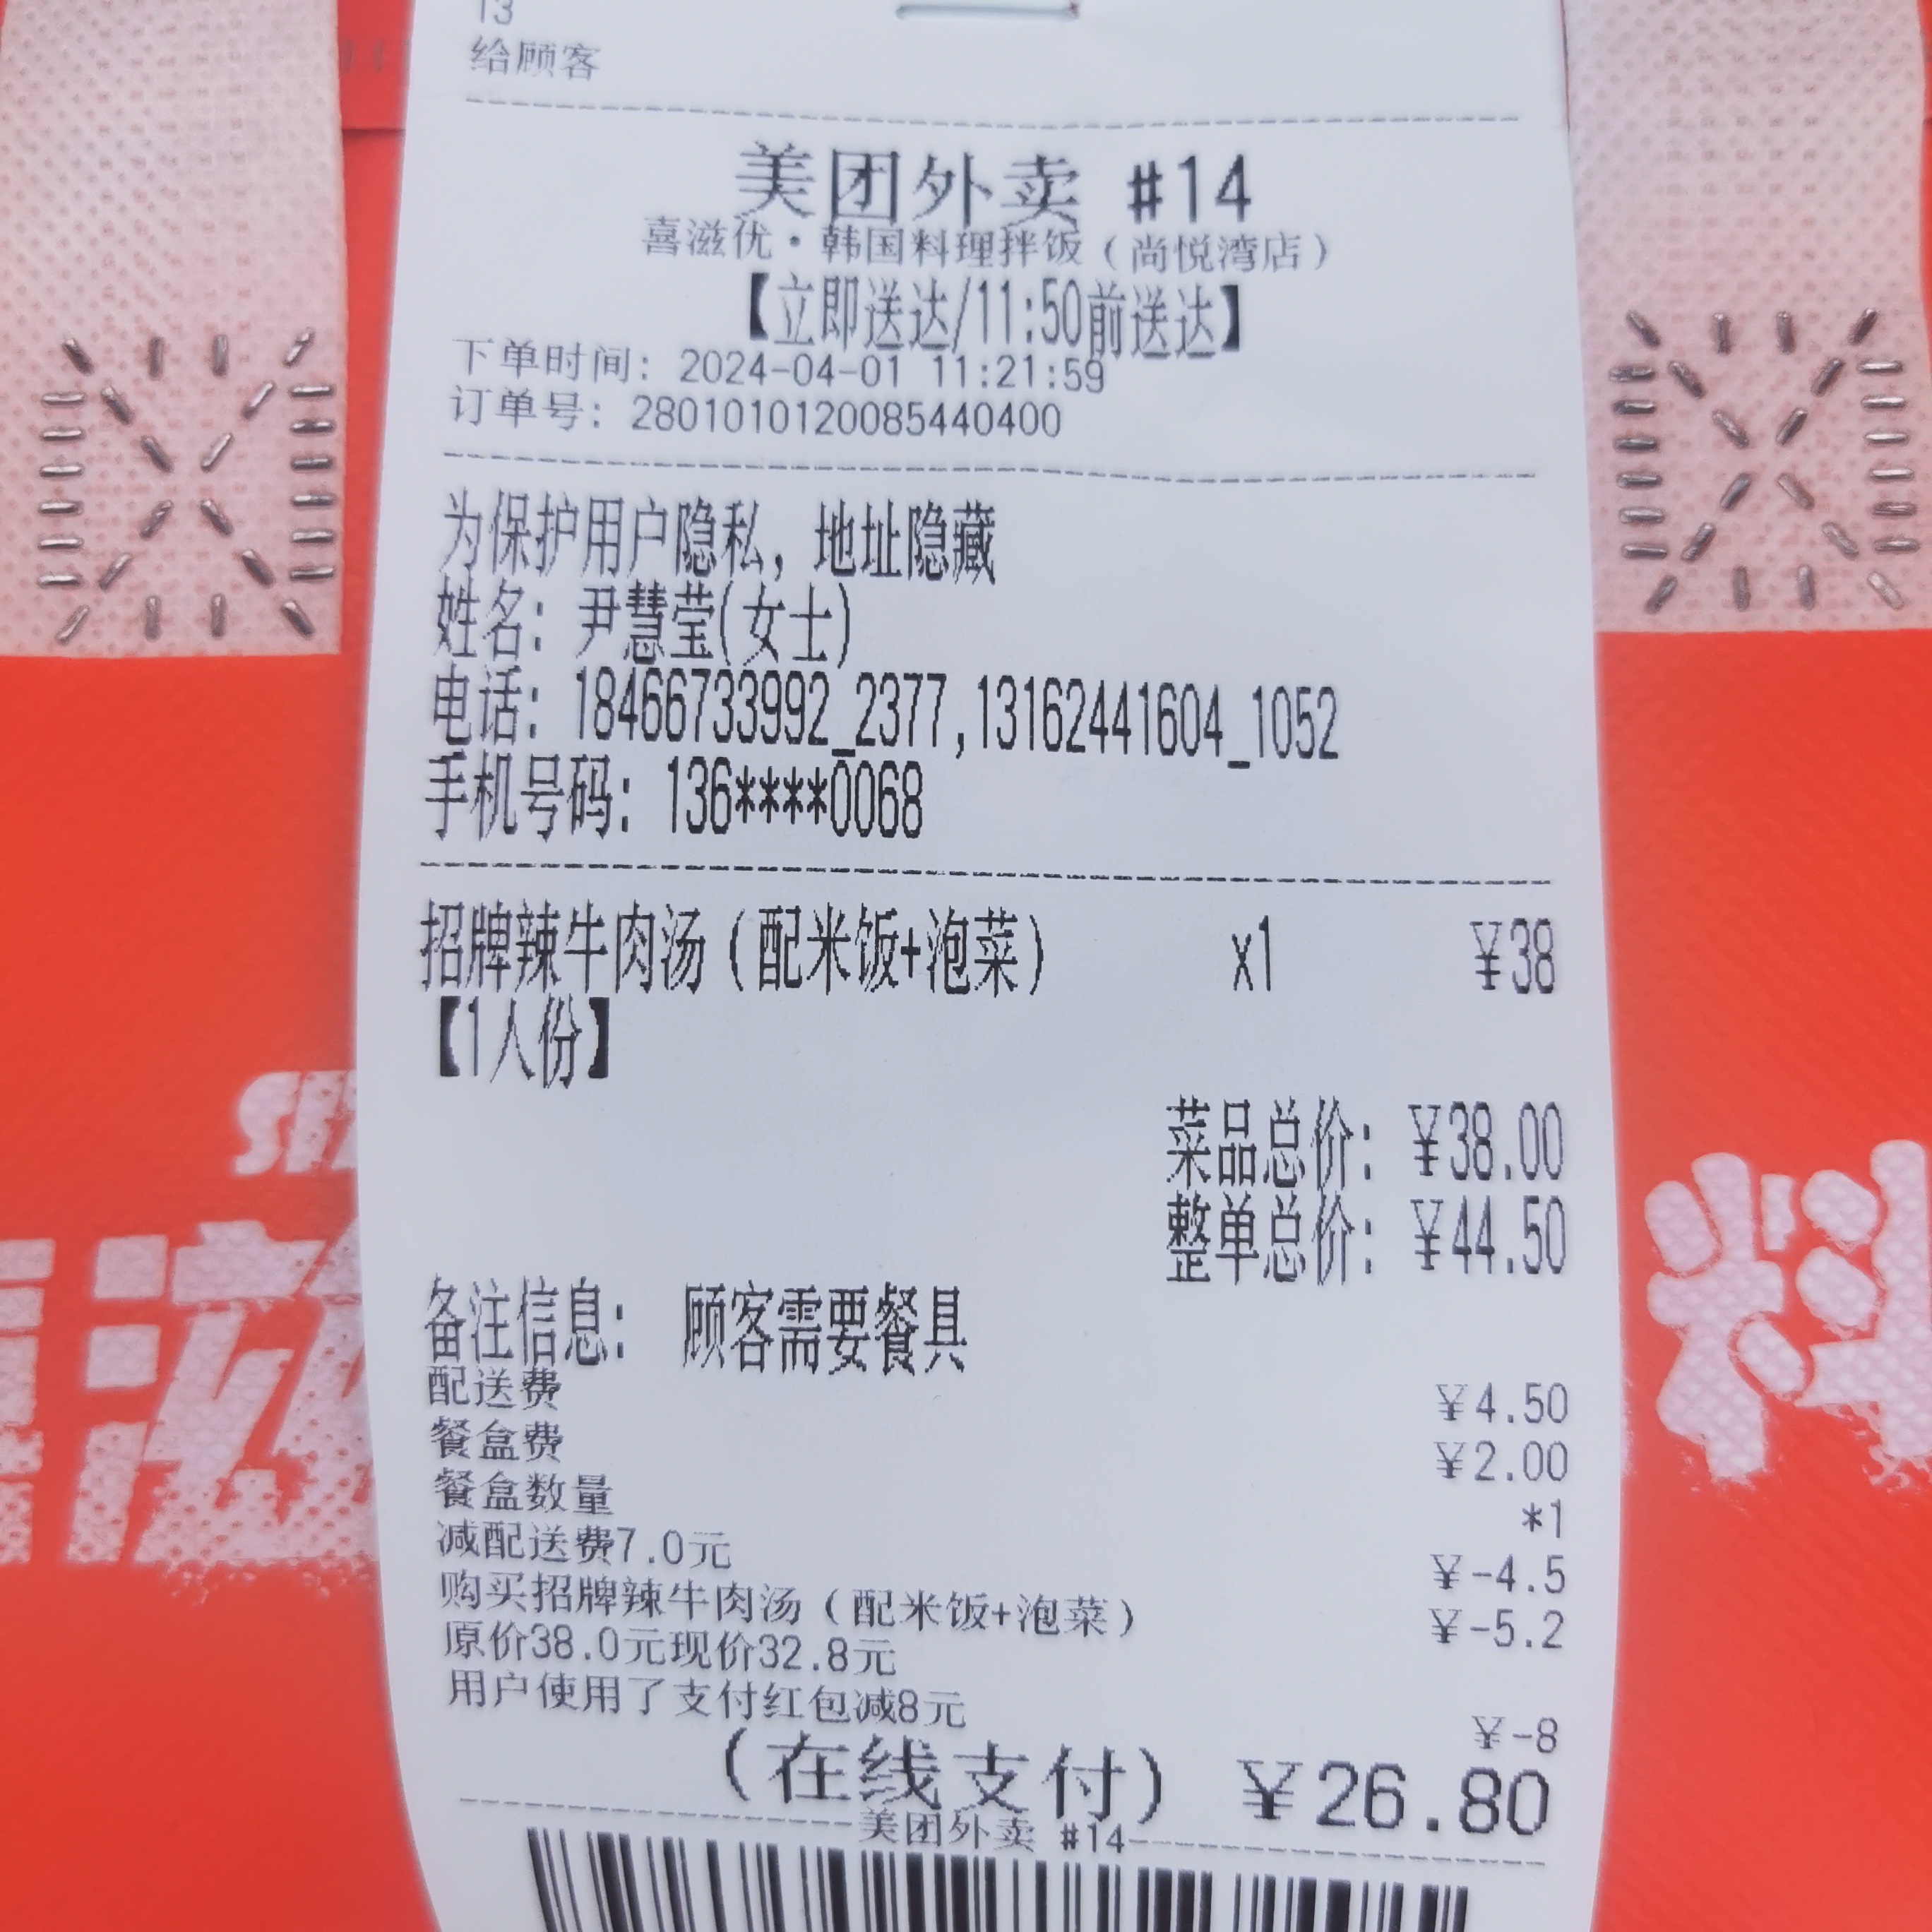 13
给顾客
美团外卖 #14
喜滋优·韩国料理拌饭（尚悦湾店）
【立即送达/11:50前送达】
下单时间: 2024-04-01 11:21:59
订单号: 2801010120085440400
为保护用户隐私, 地址隐藏
姓名: 尹慧莹(女士)
电话: 18466733992_2377,13162441604_1052
手机号码: 136****0068
招牌辣牛肉汤（配米饭+泡菜） x1 ¥38
【1人份】
菜品总价: ¥38.00
整单总价: ¥44.50
备注信息: 顾客需要餐具
配送费 ¥4.50
餐盒费 ¥2.00
餐盒数量 *1
减配送费7.0元 ¥-4.5
购买招牌辣牛肉汤（配米饭+泡菜） ¥-5.2
原价38.0元现价32.8元
用户使用了支付红包减8元 ¥-8
（在线支付） ¥26.80
美团外卖 #14
滋
料